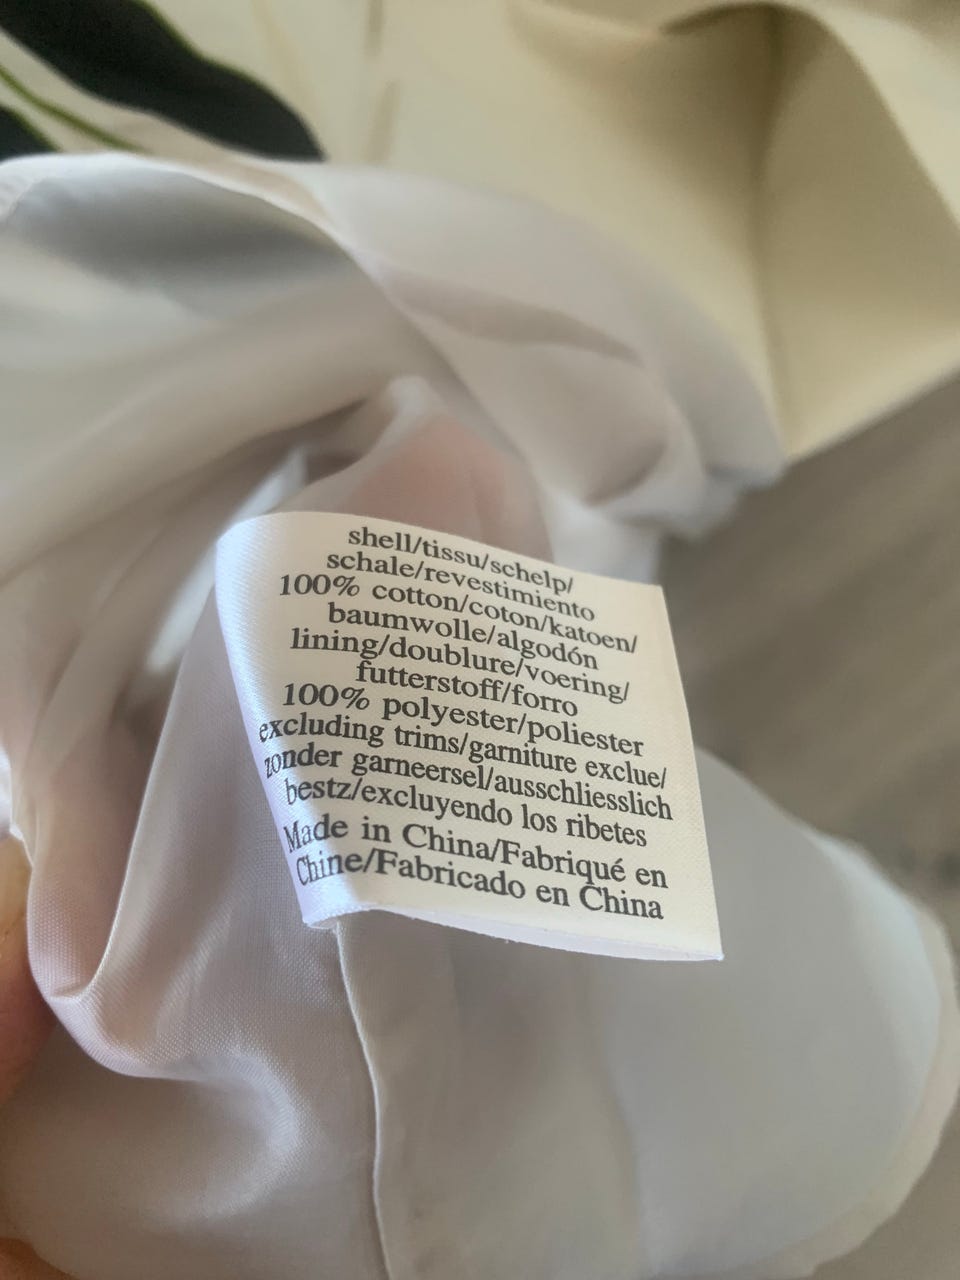 shell/tissu/schelp/
schale/revestimiento
100% cotton/coton/katoen/
baumwolle/algodón
lining/doublure/voering/
futterstoff/forro
100% polyester/poliester
excluding trims/garniture exclue/
zonder garneersel/ausschliesslich
bestz/excluyendo los ribetes
Made in China/Fabriqué en
Chine/Fabricado en China